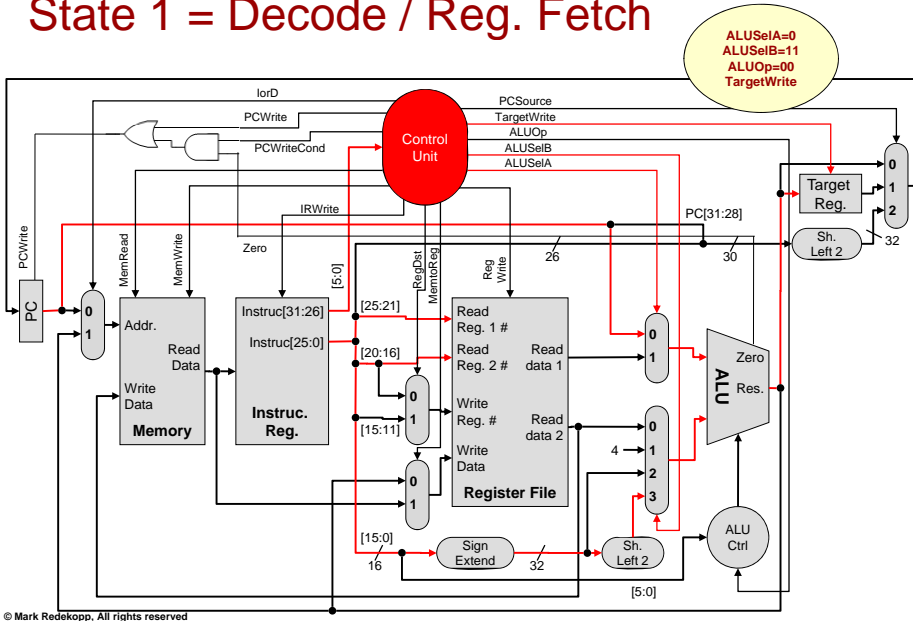 State 1 = Decode / Reg. Fetch
ALUSelA=0
ALUSelB=11
ALUOp=00
TargetWrite
IorD
PCWrite
PCWriteCond
Control
Unit
PCSource
TargetWrite
ALUOp
ALUSelB
ALUSelA
0
1
2
Target
Reg.
PC[31:28]
32
Sh.
Left 2
IRWrite
PCWrite
MemRead
MemWrite
Zero
[5:0]
RegDst
MemtoReg
Reg
Write
26
30
PC
0
1
Addr.
Read
Data
Write
Data
Memory
Instruc[31:26]
Instruc[25:0]
Instruc.
Reg.
[25:21]
[20:16]
[15:11]
0
1
0
1
Read
Reg. 1 #
Read
Reg. 2 #
Write
Reg. #
Write
Data
Read
data 1
Read
data 2
Register File
0
1
4
0
1
2
3
ALU
Zero
Res.
[15:0]
16
Sign
Extend
32
Sh.
Left 2
ALU
Ctrl
[5:0]
© Mark Redekopp, All rights reserved